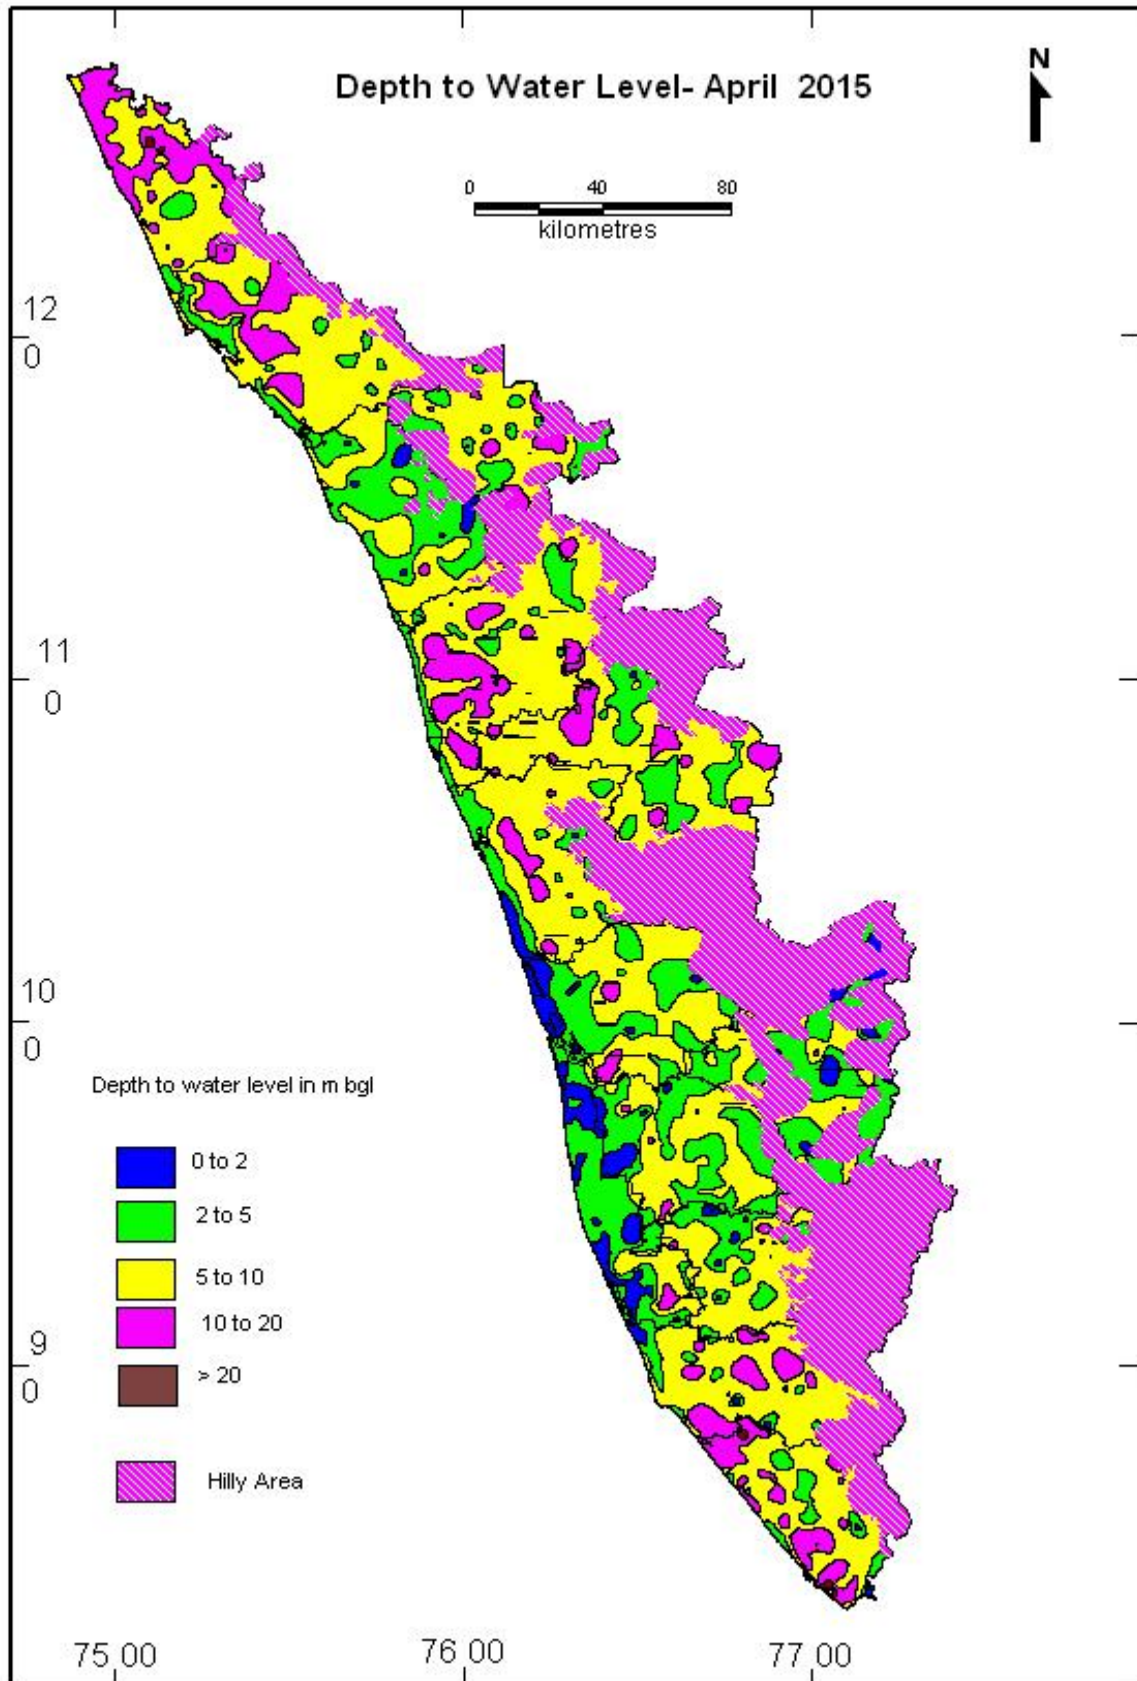 Depth to Water Level- April 2015
N
0 40 80
kilometres
12
0
11
0
10
0
9
0
Depth to water level in m bgl
0 to 2
2 to 5
5 to 10
10 to 20
> 20
Hilly Area
75 00 76 00 77 00